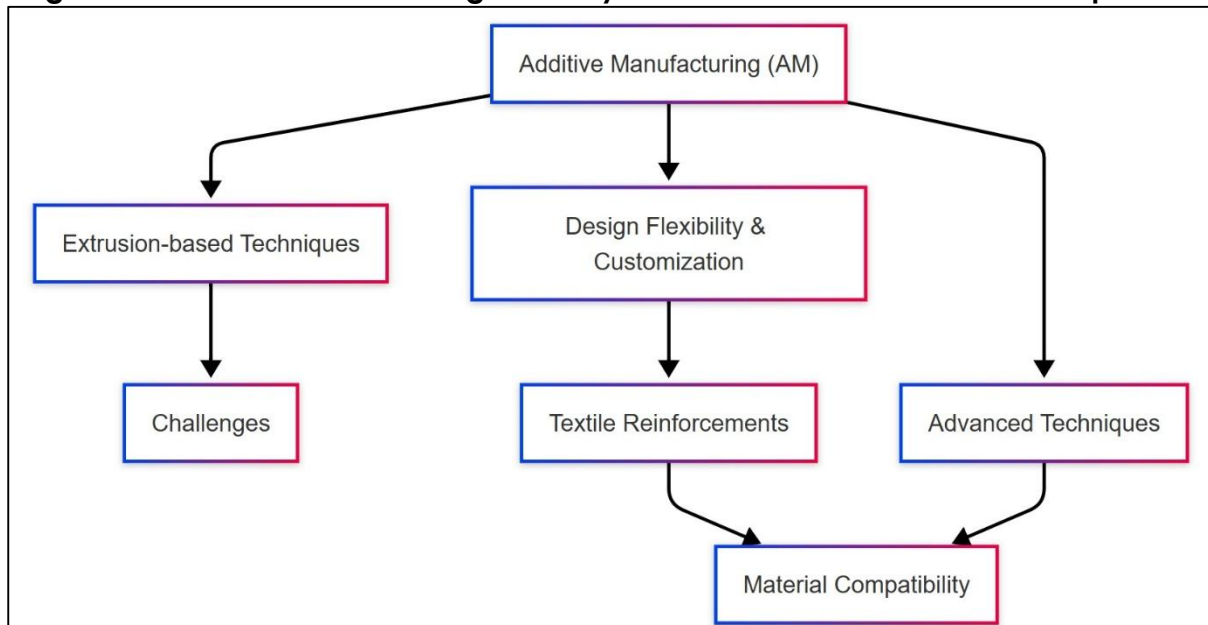 Additive Manufacturing (AM)
Extrusion-based Techniques
Design Flexibility &
Customization
Challenges
Textile Reinforcements
Advanced Techniques
Material Compatibility